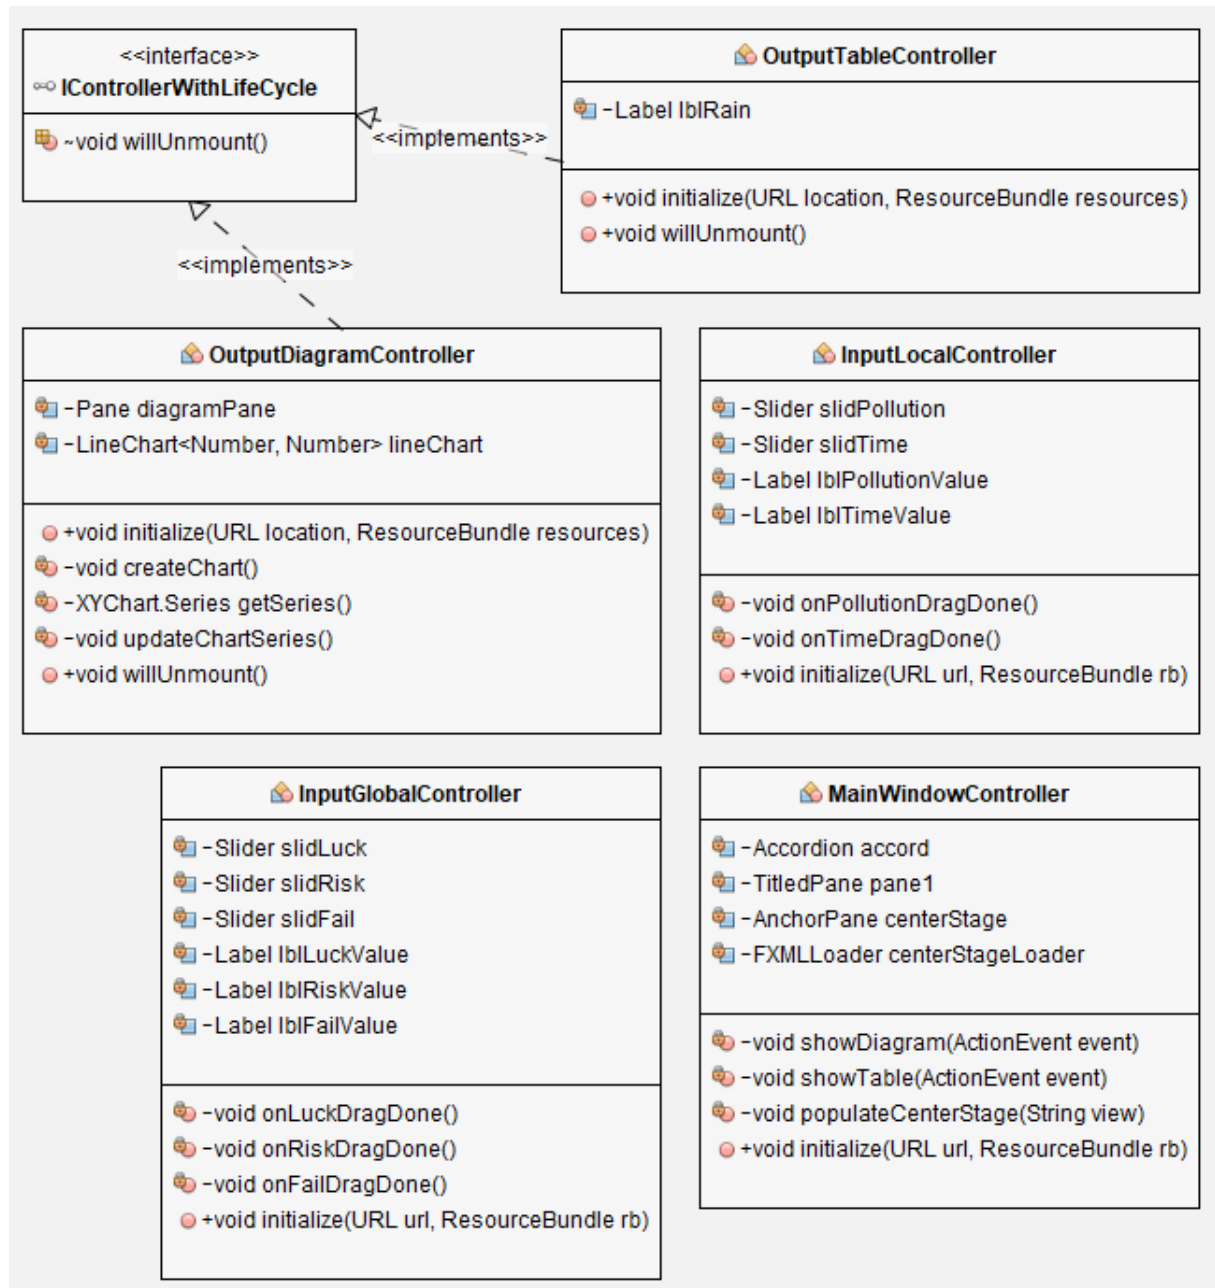 <<interface>>
IControllerWithLifeCycle
~void willUnmount()
<<implements>>
OutputTableController
-Label lblRain
+void initialize(URL location, ResourceBundle resources)
+void willUnmount()
<<implements>>
OutputDiagramController
-Pane diagramPane
-LineChart<Number, Number> lineChart
+void initialize(URL location, ResourceBundle resources)
-void createChart()
-XYChart.Series getSeries()
-void updateChartSeries()
+void willUnmount()
InputLocalController
-Slider slidPollution
-Slider slidTime
-Label lblPollutionValue
-Label lblTimeValue
-void onPollutionDragDone()
-void onTimeDragDone()
+void initialize(URL url, ResourceBundle rb)
InputGlobalController
-Slider slidLuck
-Slider slidRisk
-Slider slidFail
-Label lblLuckValue
-Label lblRiskValue
-Label lblFailValue
-void onLuckDragDone()
-void onRiskDragDone()
-void onFailDragDone()
+void initialize(URL url, ResourceBundle rb)
MainWindowController
-Accordion accord
-TitledPane pane1
-AnchorPane centerStage
-FXMLLoader centerStageLoader
-void showDiagram(ActionEvent event)
-void showTable(ActionEvent event)
-void populateCenterStage(String view)
+void initialize(URL url, ResourceBundle rb)